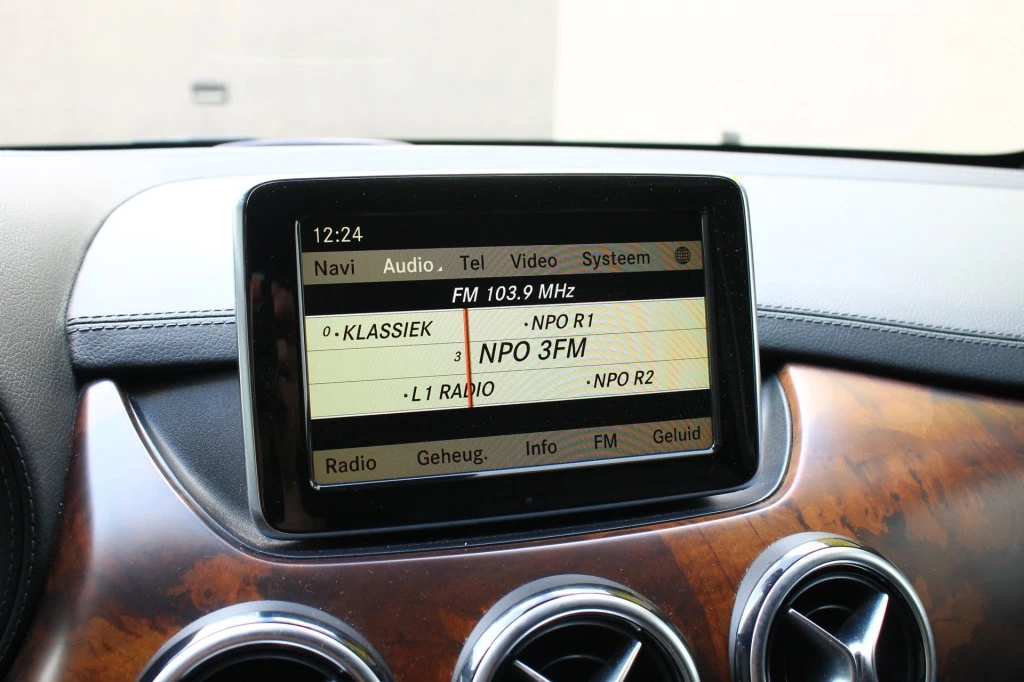 12:24
Navi Audio Tel Video Systeem
FM 103.9 MHz
0 · KLASSIEK · NPO R1
3 NPO 3FM
· L1 RADIO · NPO R2
Radio Geheug. Info FM Geluid